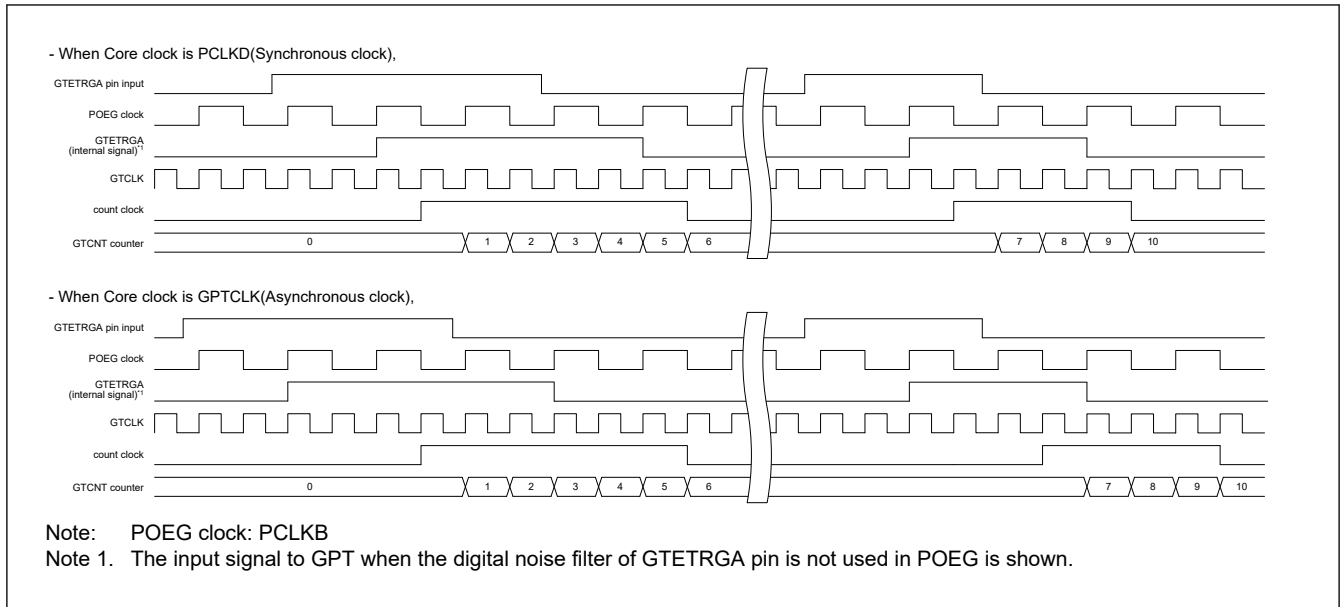 - When Core clock is PCLKD(Synchronous clock),
GTETRGA pin input
POEG clock
GTETRGA
(internal signal)*1
GTCLK
count clock
GTCNT counter 0 1 2 3 4 5 6 7 8 9 10
- When Core clock is GPTCLK(Asynchronous clock),
GTETRGA pin input
POEG clock
GTETRGA
(internal signal)*1
GTCLK
count clock
GTCNT counter 0 1 2 3 4 5 6 7 8 9 10
Note: POEG clock: PCLKB
Note 1. The input signal to GPT when the digital noise filter of GTETRGA pin is not used in POEG is shown.